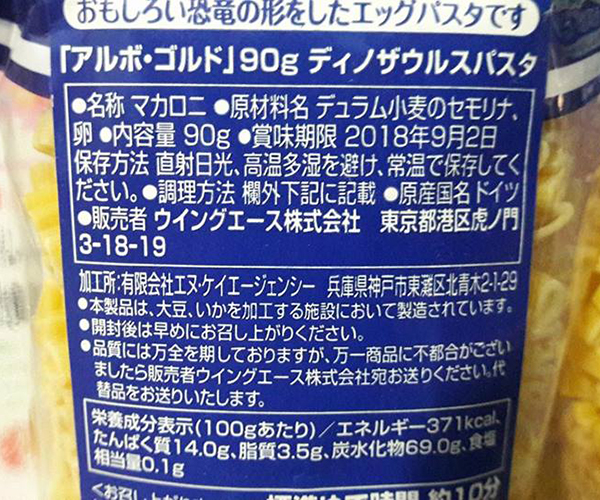 おもしろい恐竜の形をしたエッグパスタです
「アルボ・ゴルド」90g ディノザウルスパスタ
●名称 マカロニ ●原材料名 デュラム小麦のセモリナ、
卵 ●内容量 90g ●賞味期限 2018年9月2日
保存方法 直射日光、高温多湿を避け、常温で保存してく
ださい。●調理方法 欄外下記に記載 ●原産国名 ドイツ
●販売者 ウイングエース株式会社 東京都港区虎ノ門
3-18-19
加工所:有限会社エヌ・ケイエージェンシー 兵庫県神戸市東灘区北青木2-1-29
●本製品は、大豆、いかを加工する施設において製造されています。
●開封後は早めにお召し上がりください。
●品質には万全を期しておりますが、万一商品に不都合がござい
ましたら販売者ウイングエース株式会社宛お送りください。代
替品をお送りいたします。
栄養成分表示(100gあたり)/エネルギー371kcal、
たんぱく質14.0g、脂質3.5g、炭水化物69.0g、食塩
相当量0.1g
<お召し上がり方 標準ゆで時間 約10分